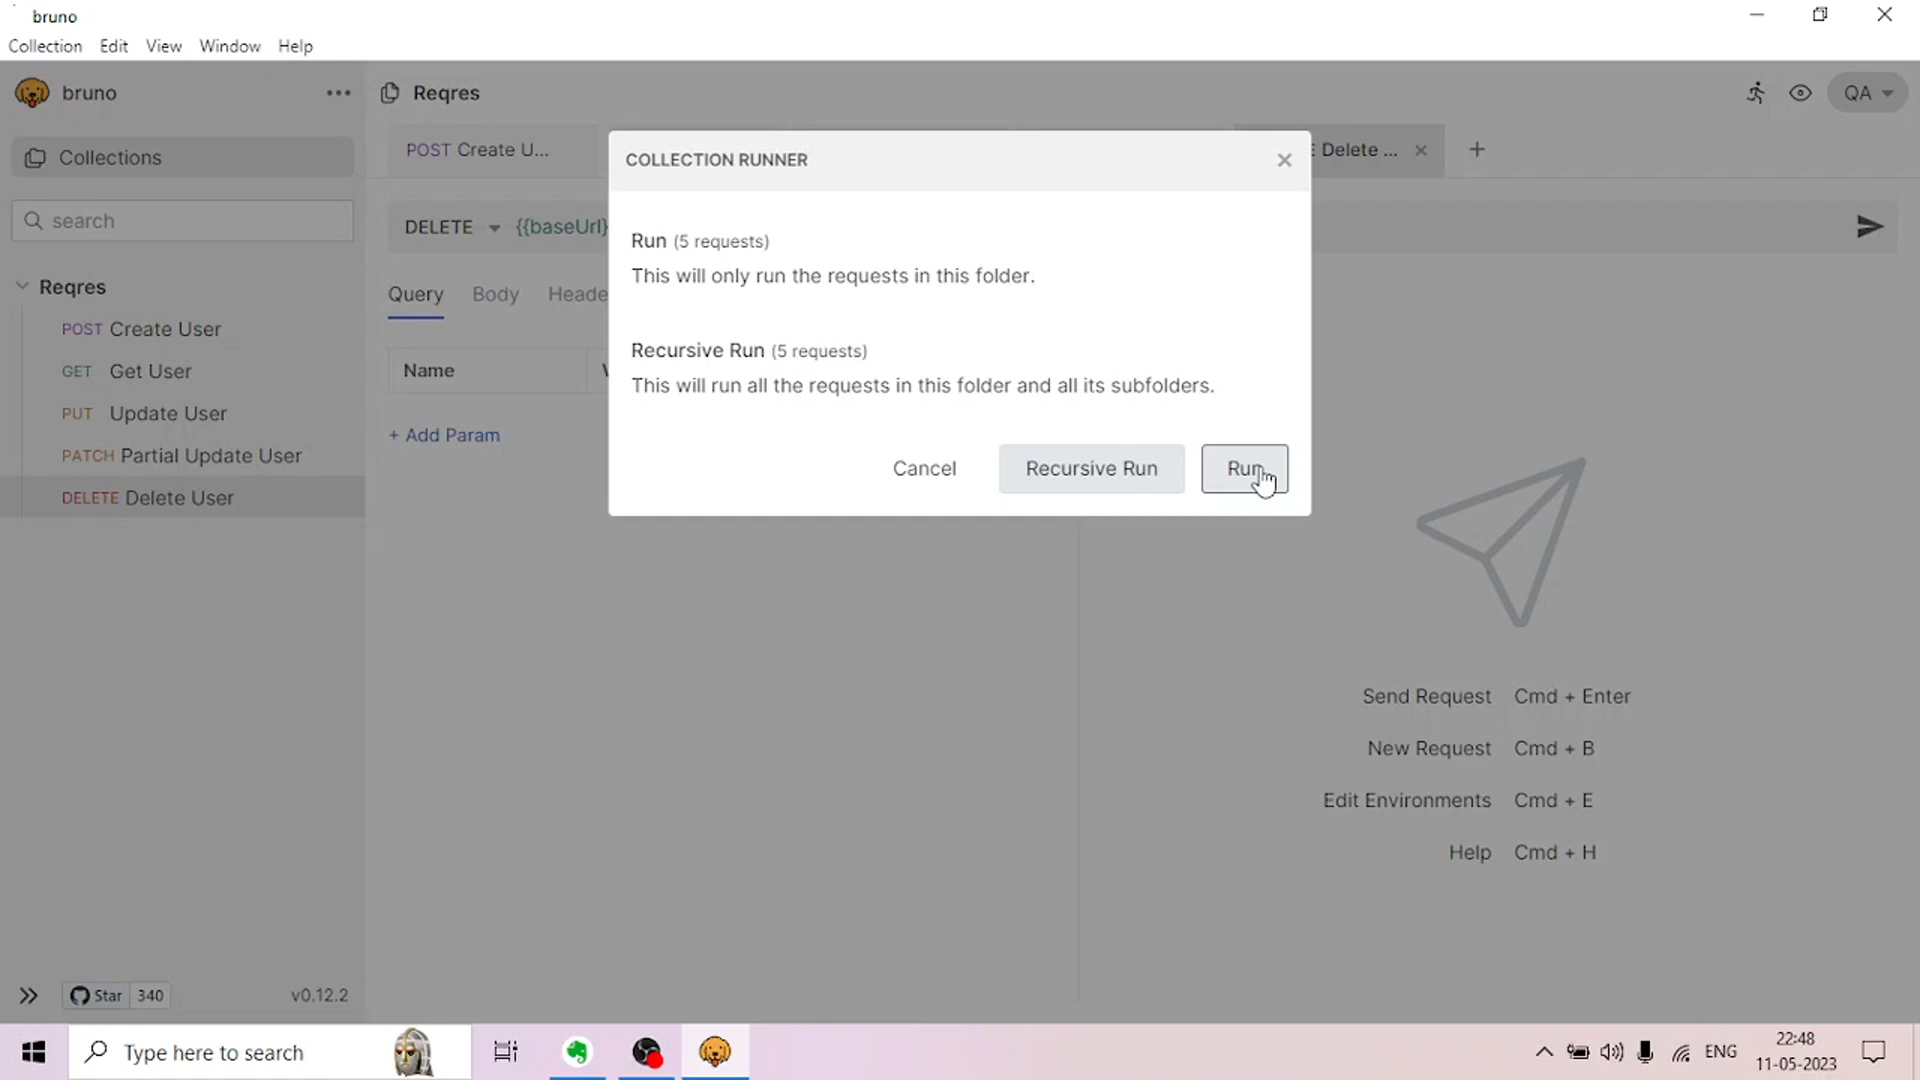 bruno
Collection Edit View Window Help
bruno
Reqres
QA
Collections
POST Create U...
Delete ...
COLLECTION RUNNER
search
DELETE {{baseUrl}
Run (5 requests)
This will only run the requests in this folder.
Reqres
Query Body Heade
POST Create User
Recursive Run (5 requests)
GET Get User
Name
This will run all the requests in this folder and all its subfolders.
PUT Update User
+ Add Param
PATCH Partial Update User
Cancel Recursive Run Run
DELETE Delete User
Send Request Cmd + Enter
New Request Cmd + B
Edit Environments Cmd + E
Help Cmd + H
Star 340 v0.12.2
Type here to search
ENG
22:48
11-05-2023